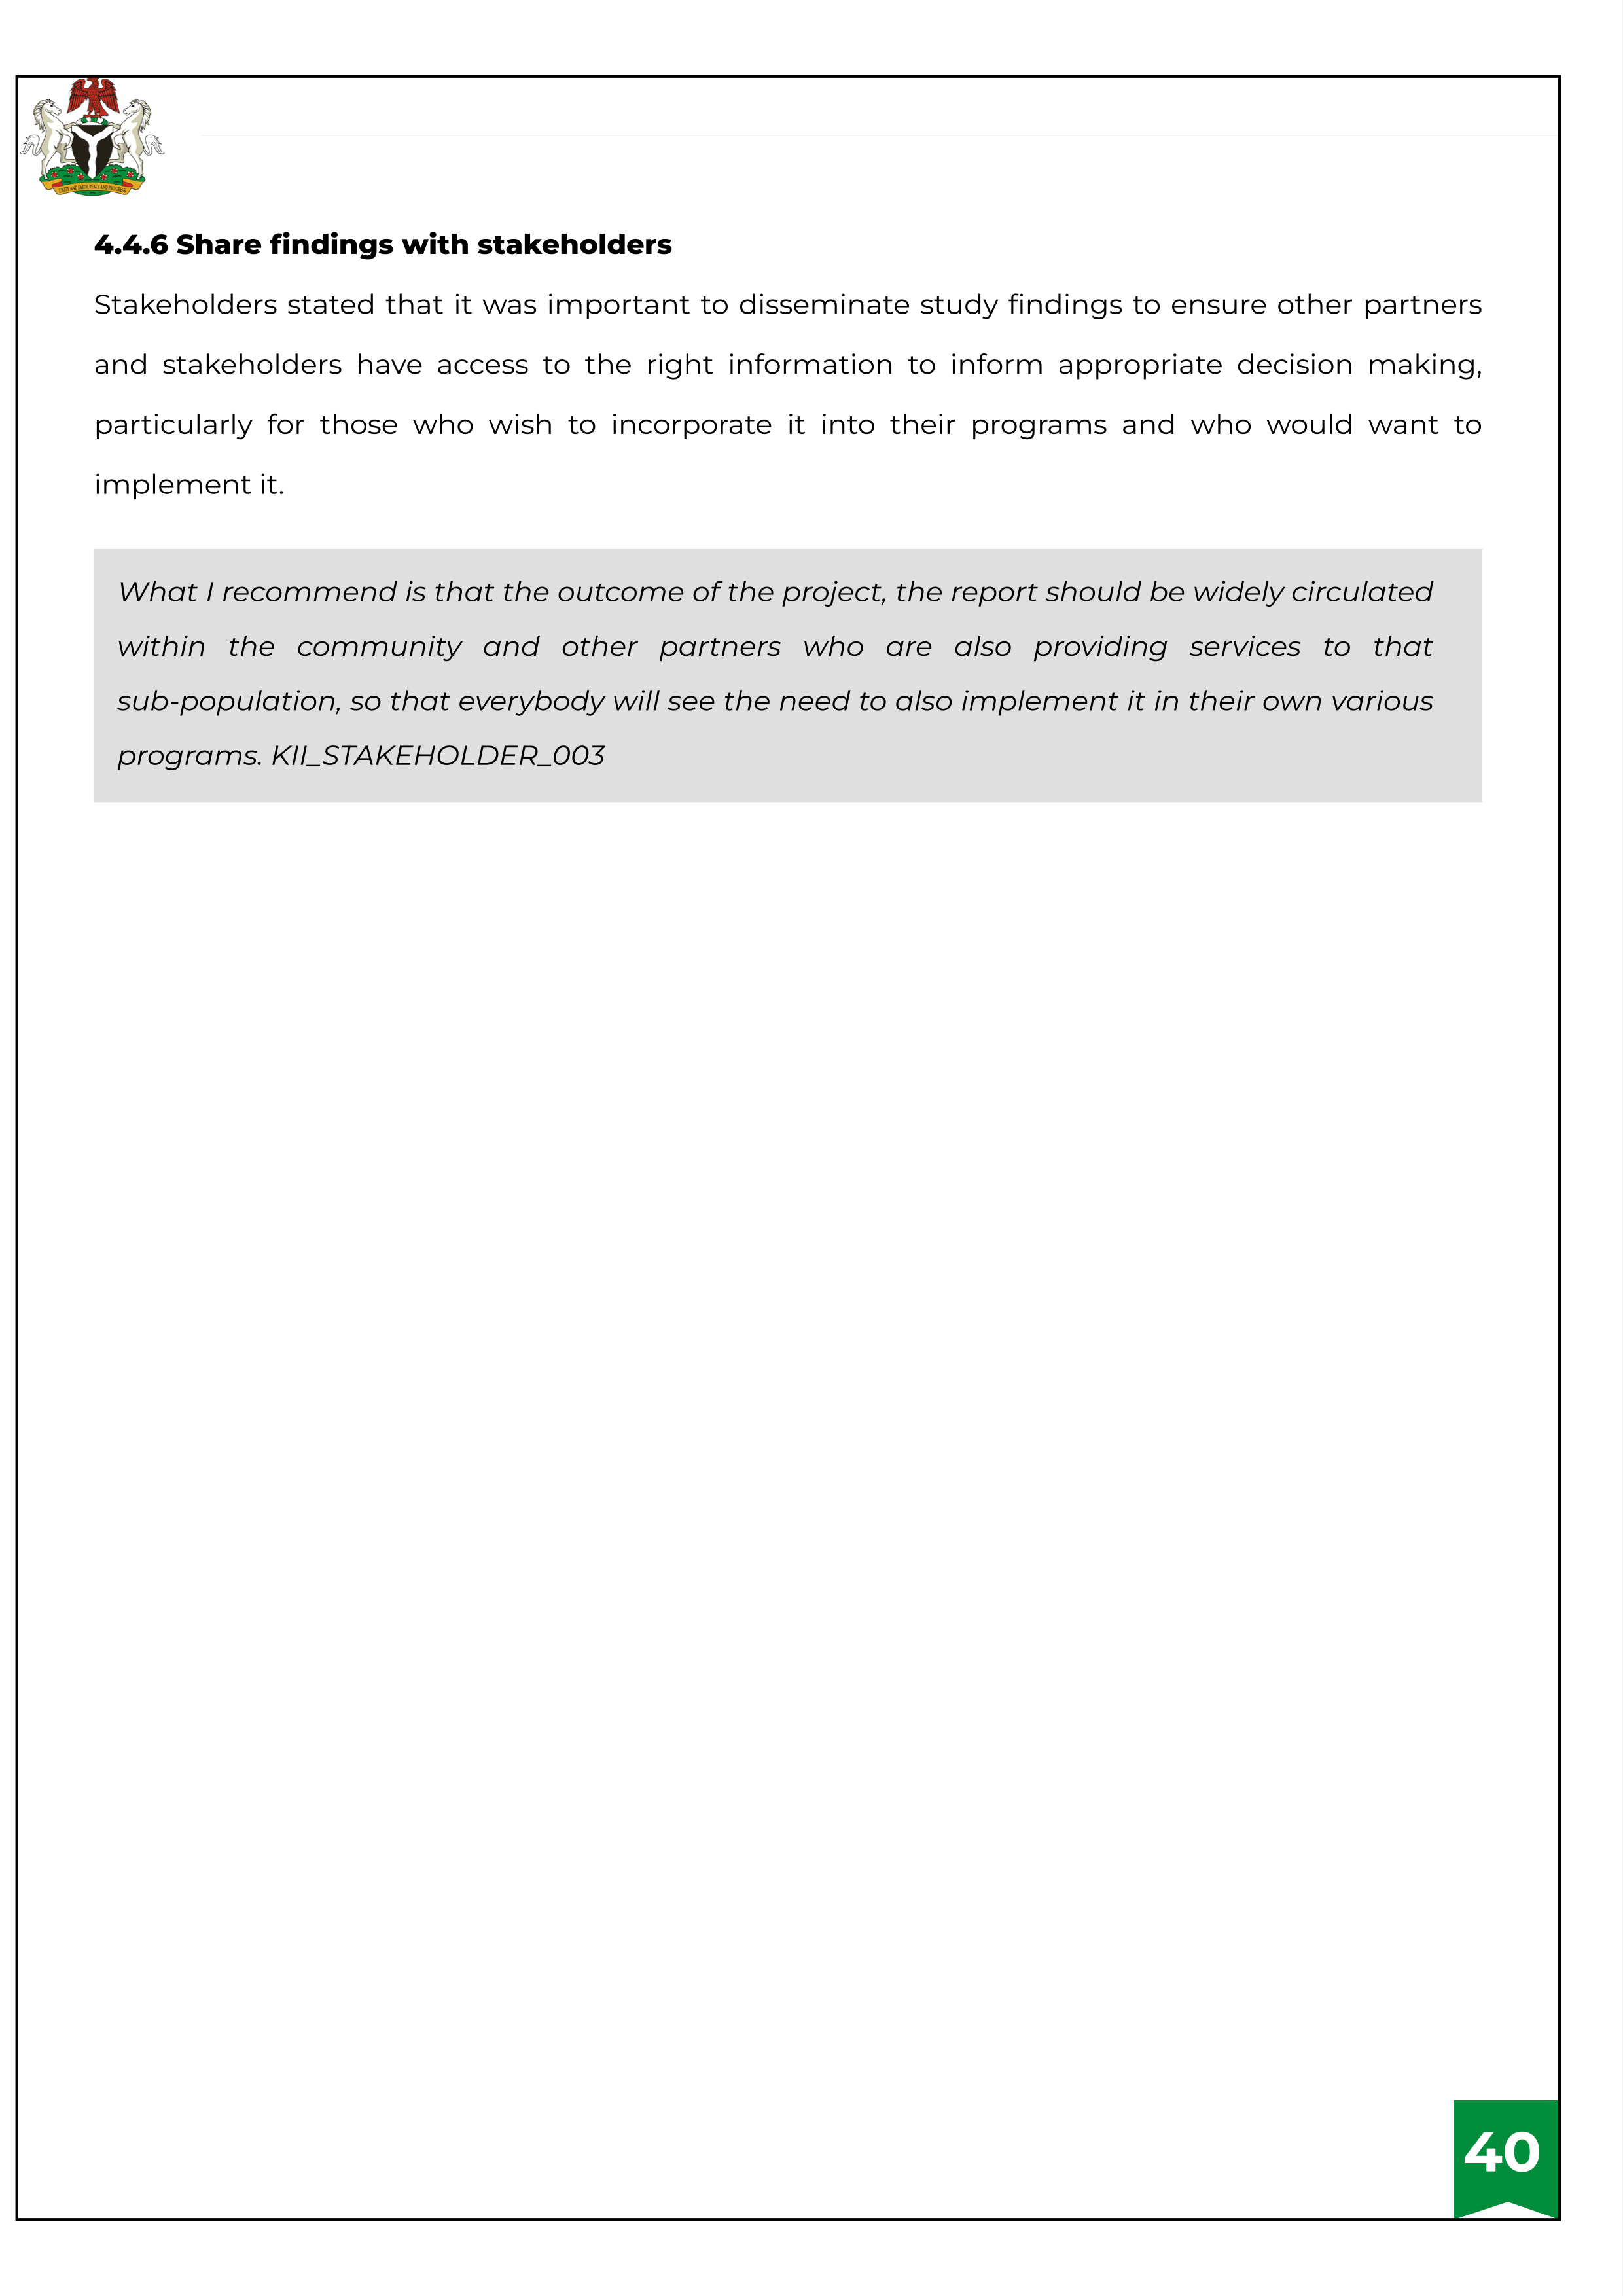 4.4.6 Share findings with stakeholders
Stakeholders stated that it was important to disseminate study findings to ensure other partners
and stakeholders have access to the right information to inform appropriate decision making,
particularly for those who wish to incorporate it into their programs and who would want to
implement it.
What I recommend is that the outcome of the project, the report should be widely circulated
within the community and other partners who are also providing services to that
sub-population, so that everybody will see the need to also implement it in their own various
programs. KII_STAKEHOLDER_003
40